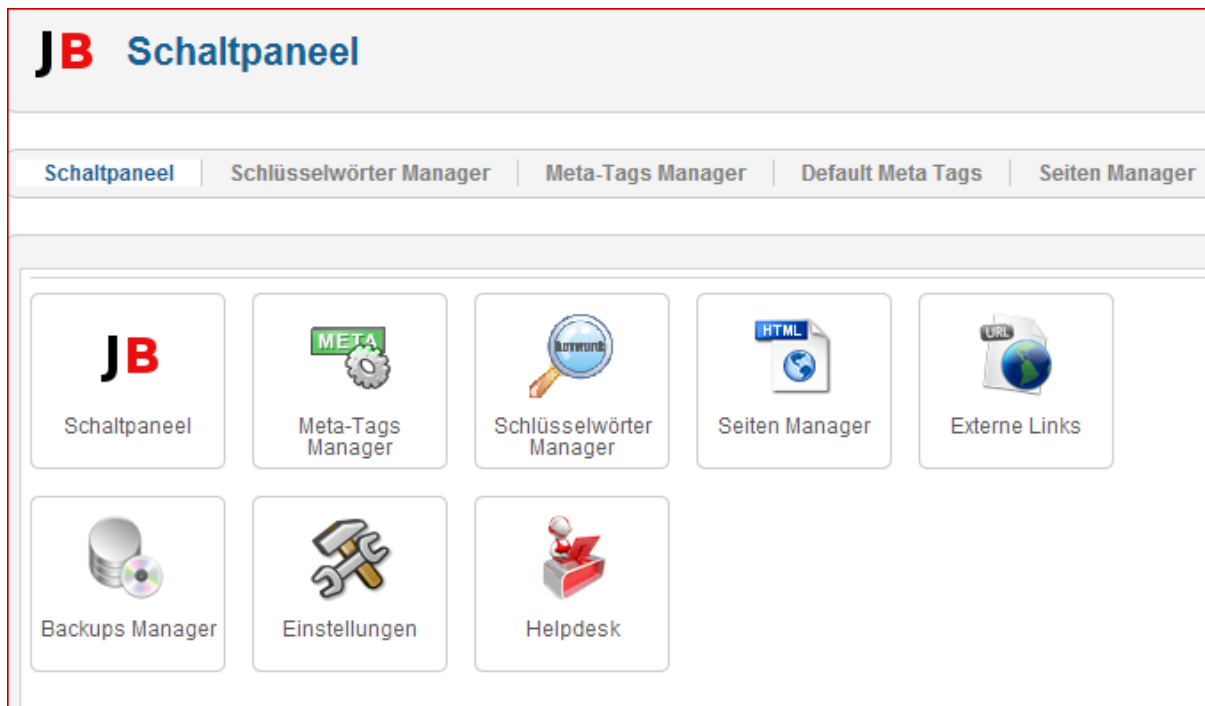 JB Schaltpaneel
Schaltpaneel Schlüsselwörter Manager Meta-Tags Manager Default Meta Tags Seiten Manager
JB
META
HTML
URL
Schaltpaneel
Meta-Tags
Manager
Schlüsselwörter
Manager
Seiten Manager
Externe Links
Backups Manager
Einstellungen
Helpdesk